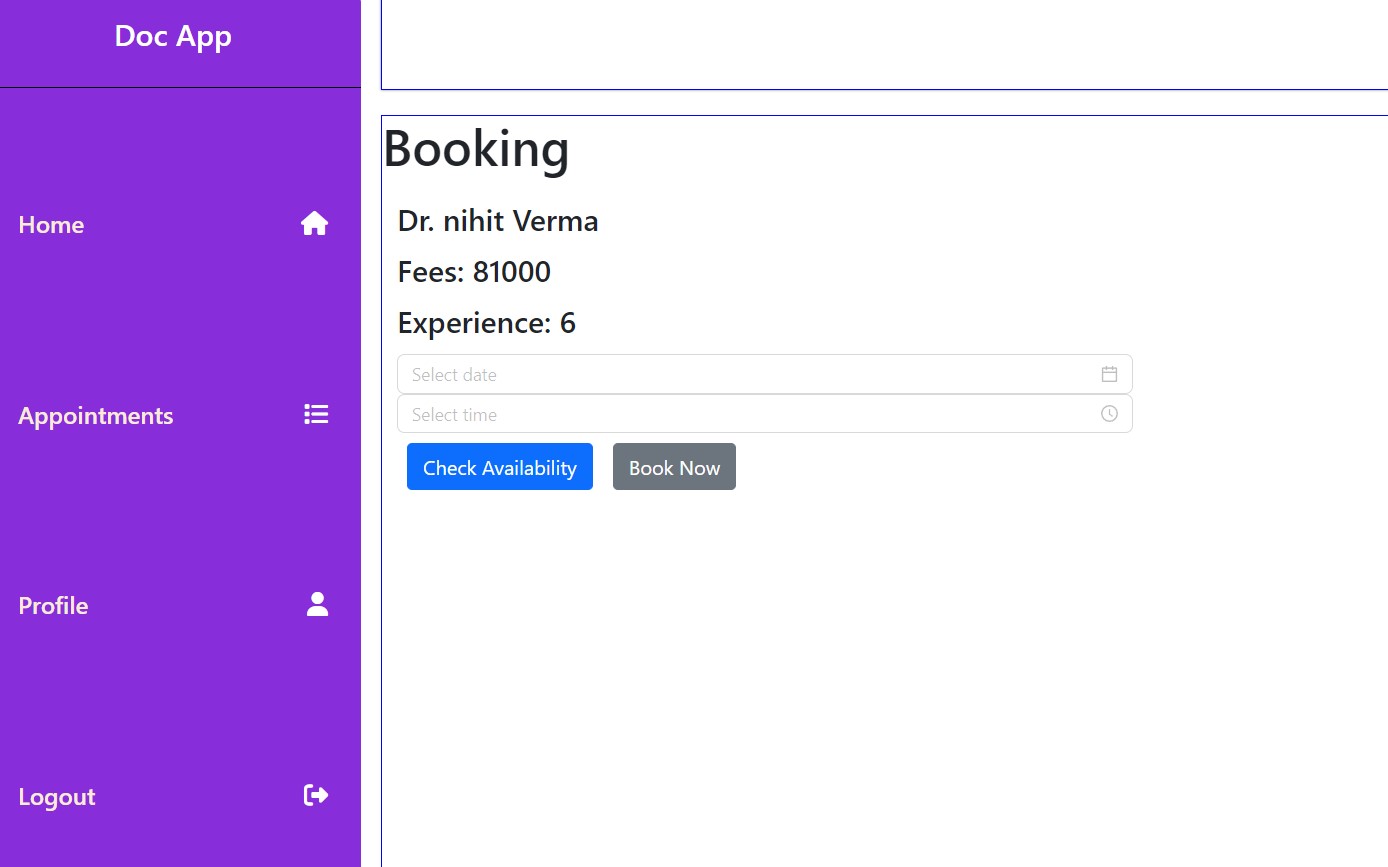 Doc App
Home
Appointments
Profile
Logout
Booking
Dr. nihit Verma
Fees: 81000
Experience: 6
Select date
Select time
Check Availability
Book Now